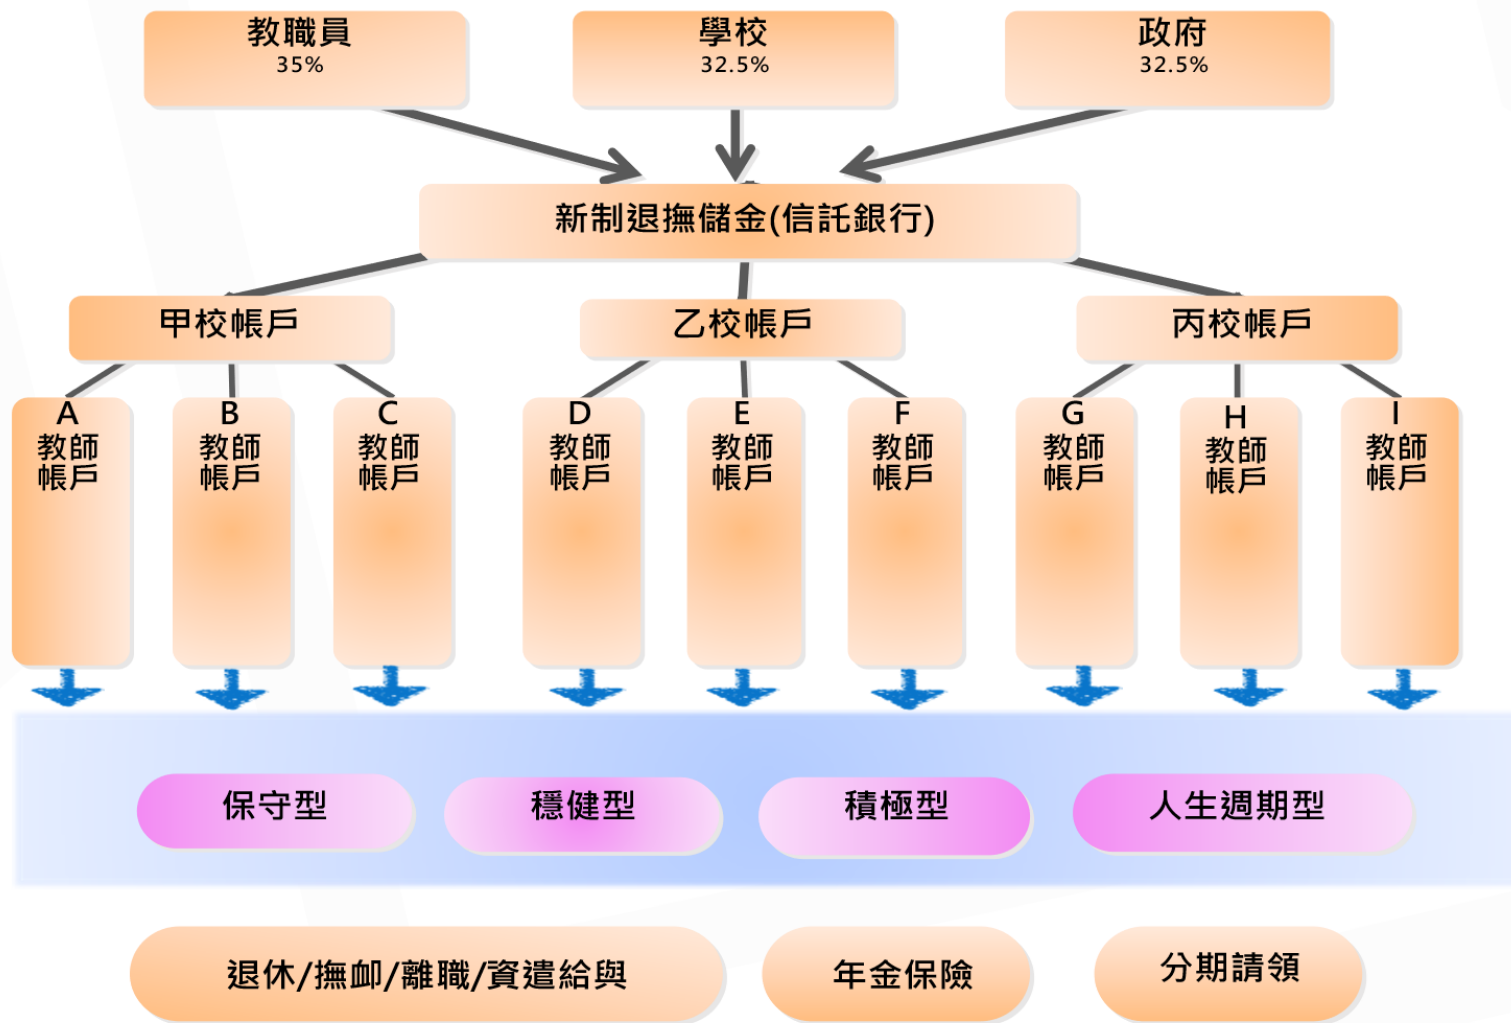 教職員
35%
學校
32.5%
政府
32.5%
新制退撫儲金(信託銀行)
甲校帳戶
乙校帳戶
丙校帳戶
A
教師
帳戶
B
教師
帳戶
C
教師
帳戶
D
教師
帳戶
E
教師
帳戶
F
教師
帳戶
G
教師
帳戶
H
教師
帳戶
I
教師
帳戶
保守型
穩健型
積極型
人生週期型
退休/撫卹/離職/資遣給與
年金保險
分期請領